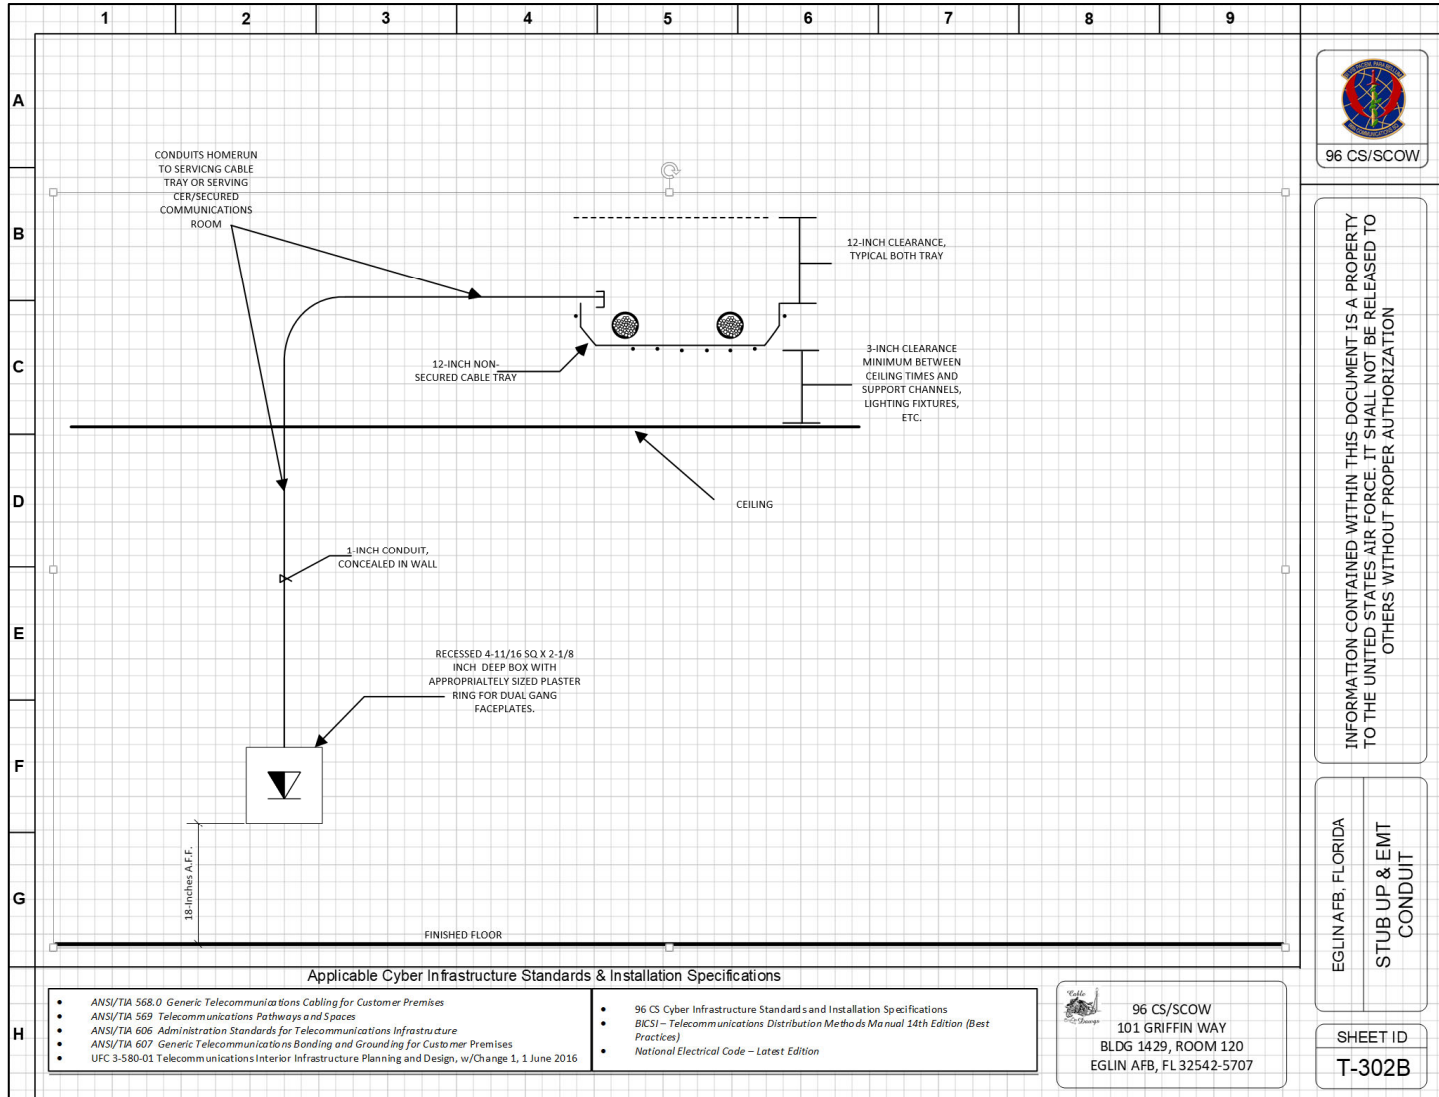 1 2 3 4 5 6 7 8 9
A
B
C
D
E
F
G
H
CONDUITS HOMERUN
TO SERVICNG CABLE
TRAY OR SERVING
CER/SECURED
COMMUNICATIONS
ROOM
12-INCH CLEARANCE,
TYPICAL BOTH TRAY
12-INCH NON-
SECURED CABLE TRAY
3-INCH CLEARANCE
MINIMUM BETWEEN
CEILING TIMES AND
SUPPORT CHANNELS,
LIGHTING FIXTURES,
ETC.
CEILING
1-INCH CONDUIT,
CONCEALED IN WALL
RECESSED 4-11/16 SQ X 2-1/8
INCH DEEP BOX WITH
APPROPRIALTELY SIZED PLASTER
RING FOR DUAL GANG
FACEPLATES.
18-Inches A.F.F.
FINISHED FLOOR
Applicable Cyber Infrastructure Standards & Installation Specifications
• ANSI/TIA 568.0 Generic Telecommunications Cabling for Customer Premises
• ANSI/TIA 569 Telecommunications Pathways and Spaces
• ANSI/TIA 606 Administration Standards for Telecommunications Infrastructure
• ANSI/TIA 607 Generic Telecommunications Bonding and Grounding for Customer Premises
• UFC 3-580-01 Telecommunications Interior Infrastructure Planning and Design, w/Change 1, 1 June 2016
• 96 CS Cyber Infrastructure Standards and Installation Specifications
• BICSI – Telecommunications Distribution Methods Manual 14th Edition (Best
Practices)
• National Electrical Code – Latest Edition
Cable
Dawgs
96 CS/SCOW
101 GRIFFIN WAY
BLDG 1429, ROOM 120
EGLIN AFB, FL 32542-5707
96 CS/SCOW
INFORMATION CONTAINED WITHIN THIS DOCUMENT IS A PROPERTY
TO THE UNITED STATES AIR FORCE. IT SHALL NOT BE RELEASED TO
OTHERS WITHOUT PROPER AUTHORIZATION
EGLIN AFB, FLORIDA
STUB UP & EMT
CONDUIT
SHEET ID
T-302B